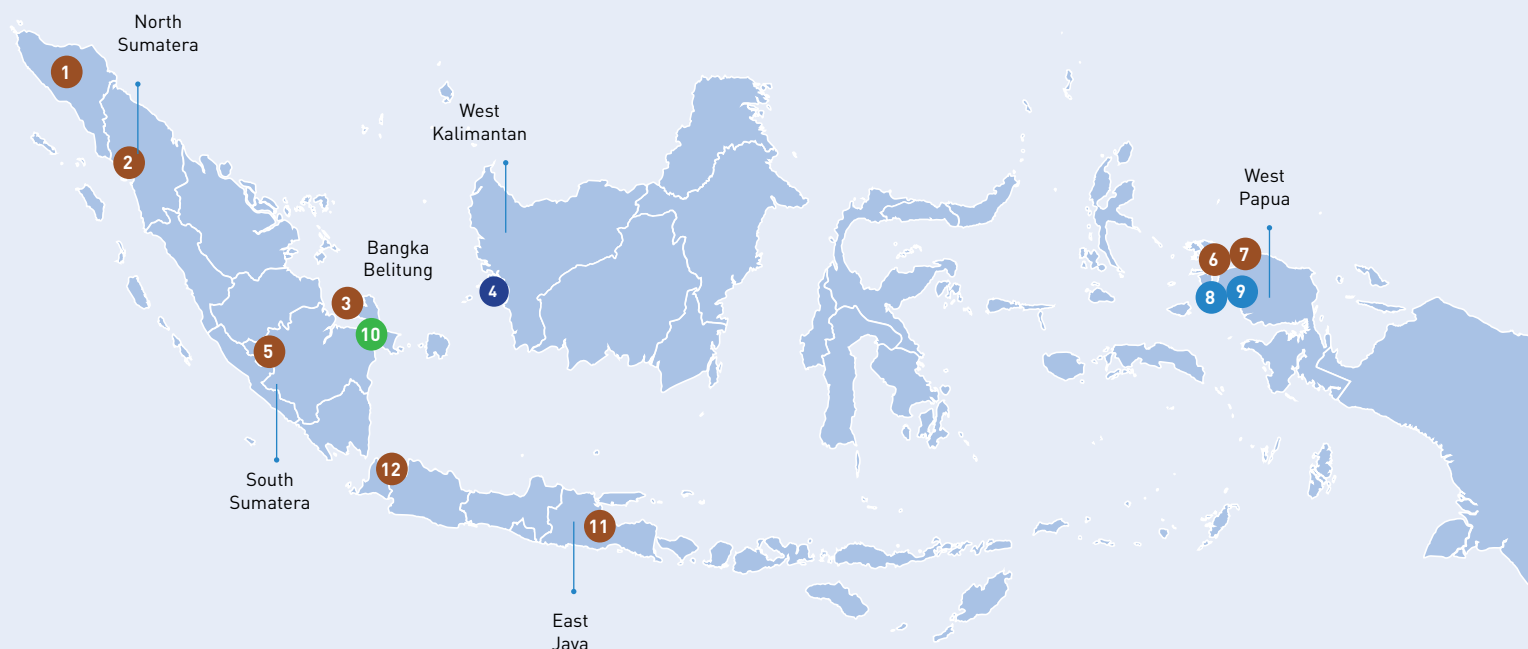 North
Sumatera
1
West
Kalimantan
2
West
Papua
Bangka
Belitung
6
7
3
4
8
9
10
5
12
South
Sumatera
11
East
Java